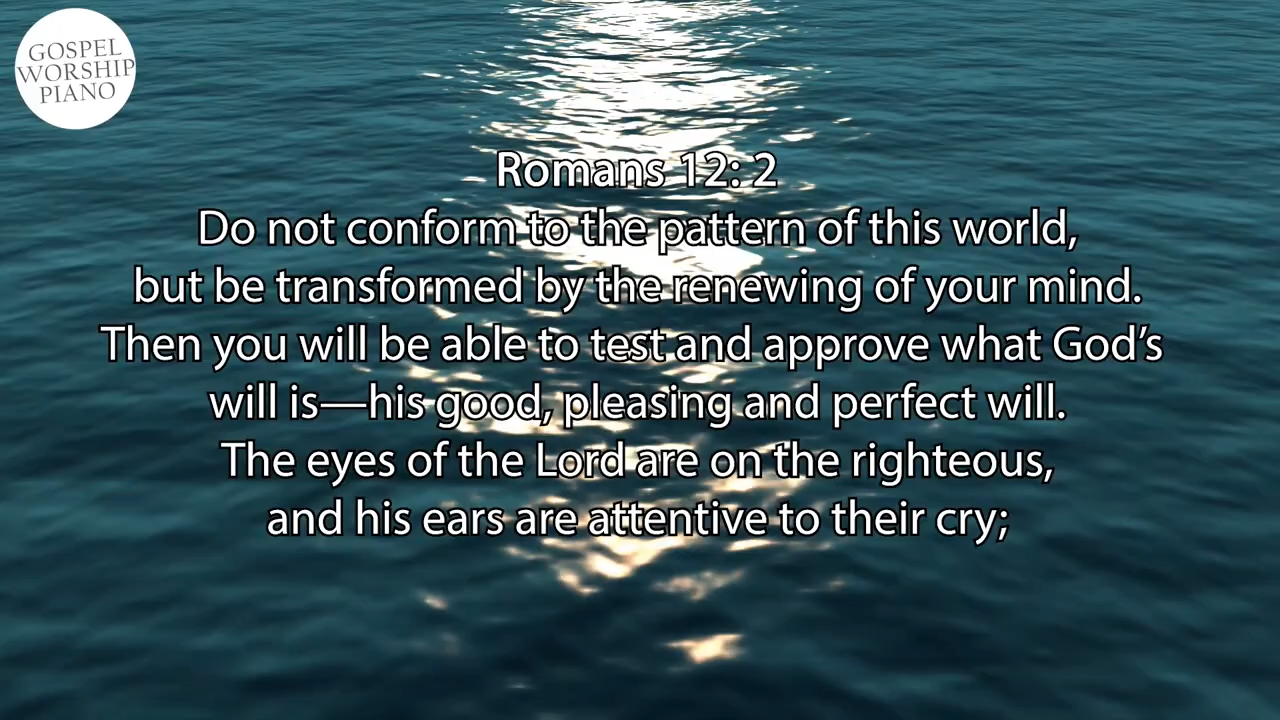 GOSPEL
WORSHIP
PIANO
Romans 12: 2
Do not conform to the pattern of this world,
but be transformed by the renewing of your mind.
Then you will be able to test and approve what God’s
will is—his good, pleasing and perfect will.
The eyes of the Lord are on the righteous,
and his ears are attentive to their cry;